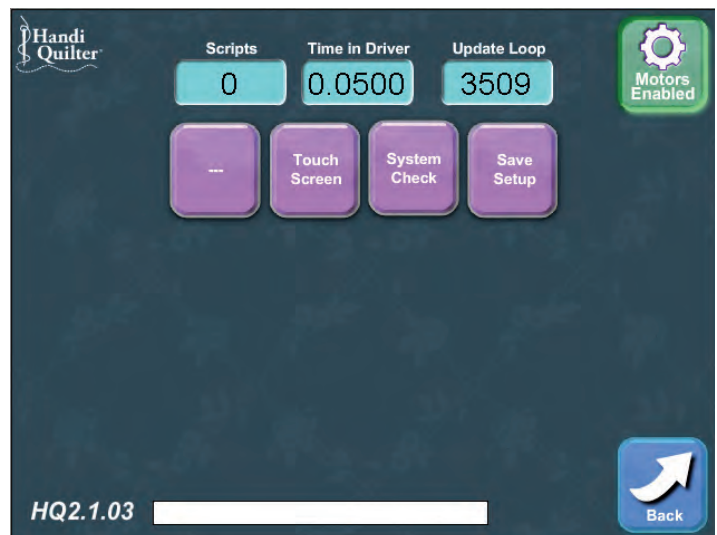 Handi
Quilter
Scripts Time in Driver Update Loop
0 0.0500 3509
Motors
Enabled
---
Touch
Screen
System
Check
Save
Setup
HQ2.1.03
Back